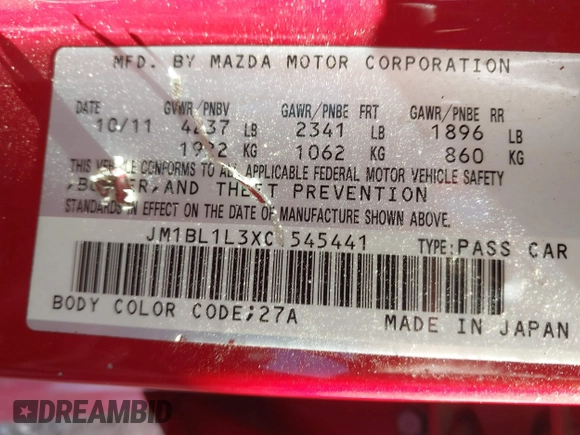 MFD. BY MAZDA MOTOR CORPORATION
DATE GVWR/PNBV GAWR/PNBE FRT GAWR/PNBE RR
10/11 4237 LB 2341 LB 1896 LB
1922 KG 1062 KG 860 KG
THIS VEHICLE CONFORMS TO ALL APPLICABLE FEDERAL MOTOR VEHICLE SAFETY
,BUMPER,AND THEFT PREVENTION
STANDARDS IN EFFECT ON THE DATE OF MANUFACTURE SHOWN ABOVE.
JM1BL1L3XC 545441 TYPE:PASS CAR
BODY COLOR CODE;27A
MADE IN JAPAN
DREAMBID